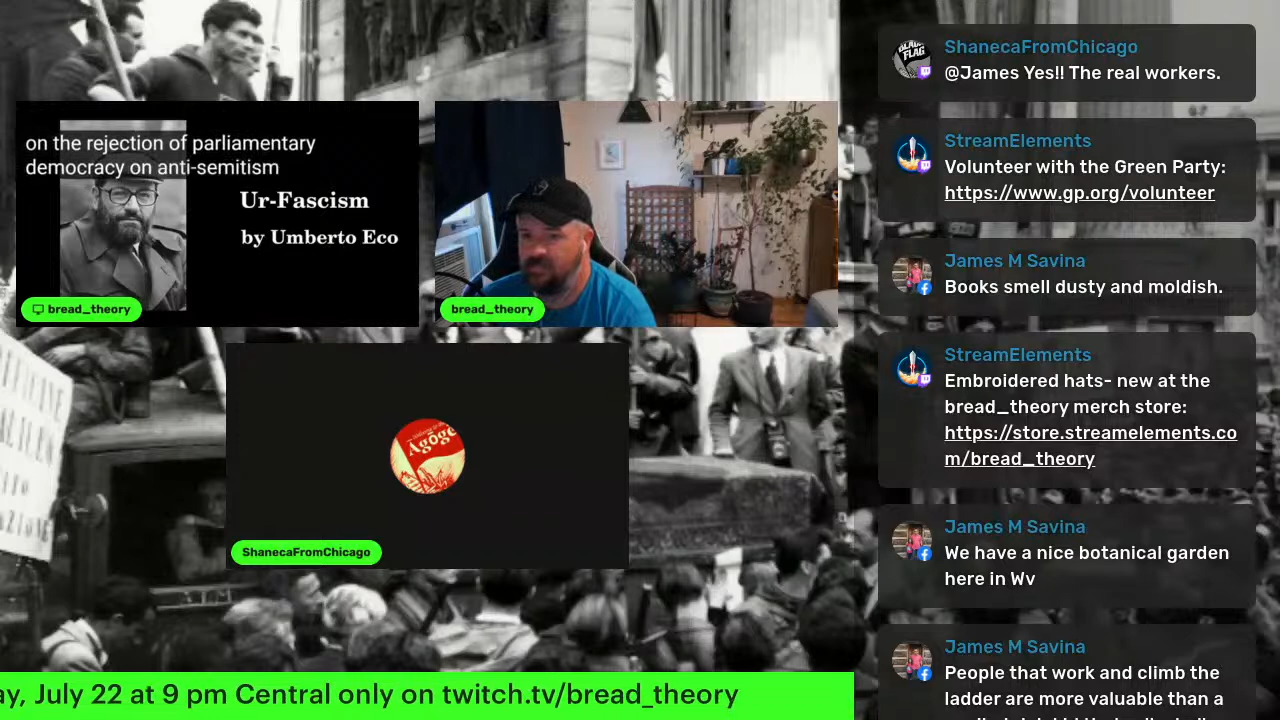 on the rejection of parliamentary
democracy on anti-semitism
Ur-Fascism
by Umberto Eco
bread_theory
bread_theory
Agōge
ShanecaFromChicago
ay, July 22 at 9 pm Central only on twitch.tv/bread_theory
BLACK
FLAG
ShanecaFromChicago
@James Yes!! The real workers.
StreamElements
Volunteer with the Green Party:
https://www.gp.org/volunteer
James M Savina
Books smell dusty and moldish.
StreamElements
Embroidered hats- new at the
bread_theory merch store:
https://store.streamelements.co
m/bread_theory
James M Savina
We have a nice botanical garden
here in Wv
James M Savina
People that work and climb the
ladder are more valuable than a